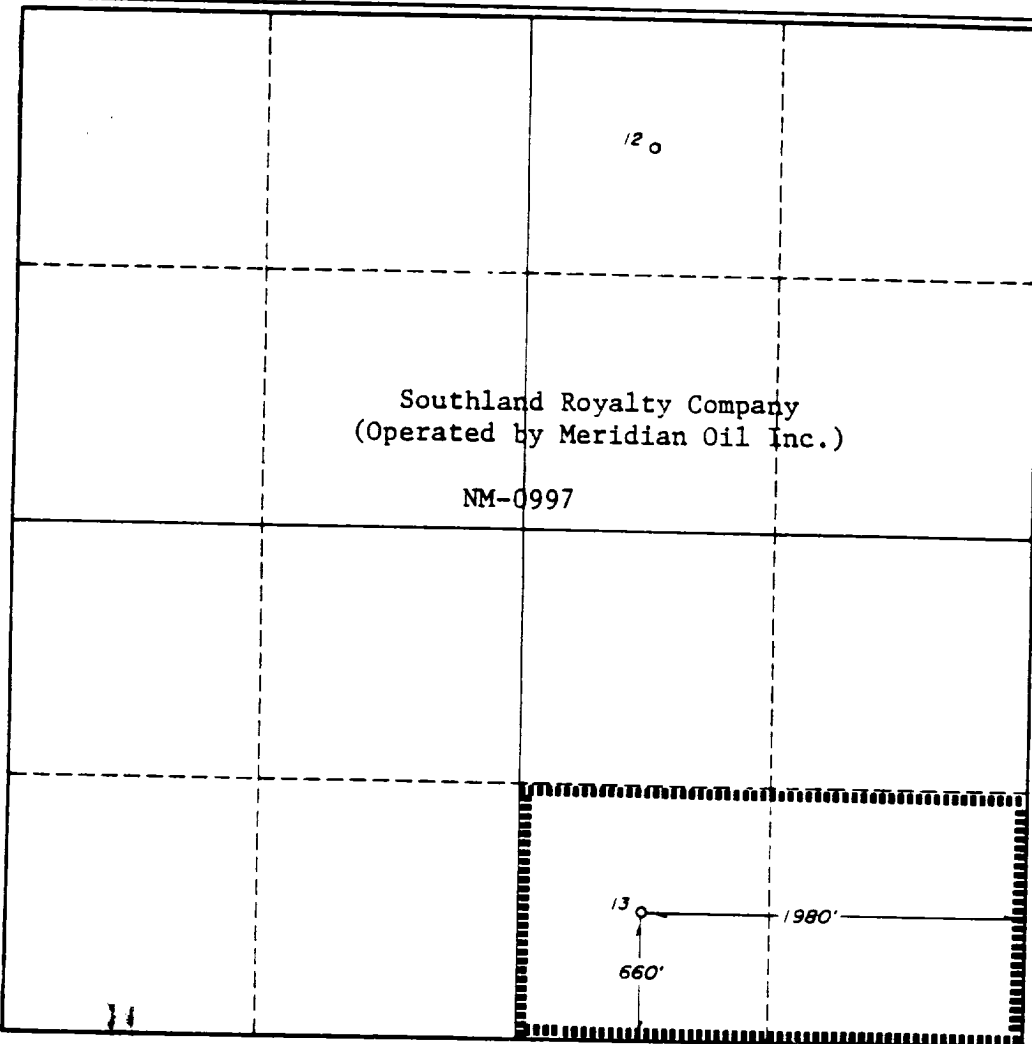 12
Southland Royalty Company
(Operated by Meridian Oil Inc.)
NM-0997
13
1980'
660'